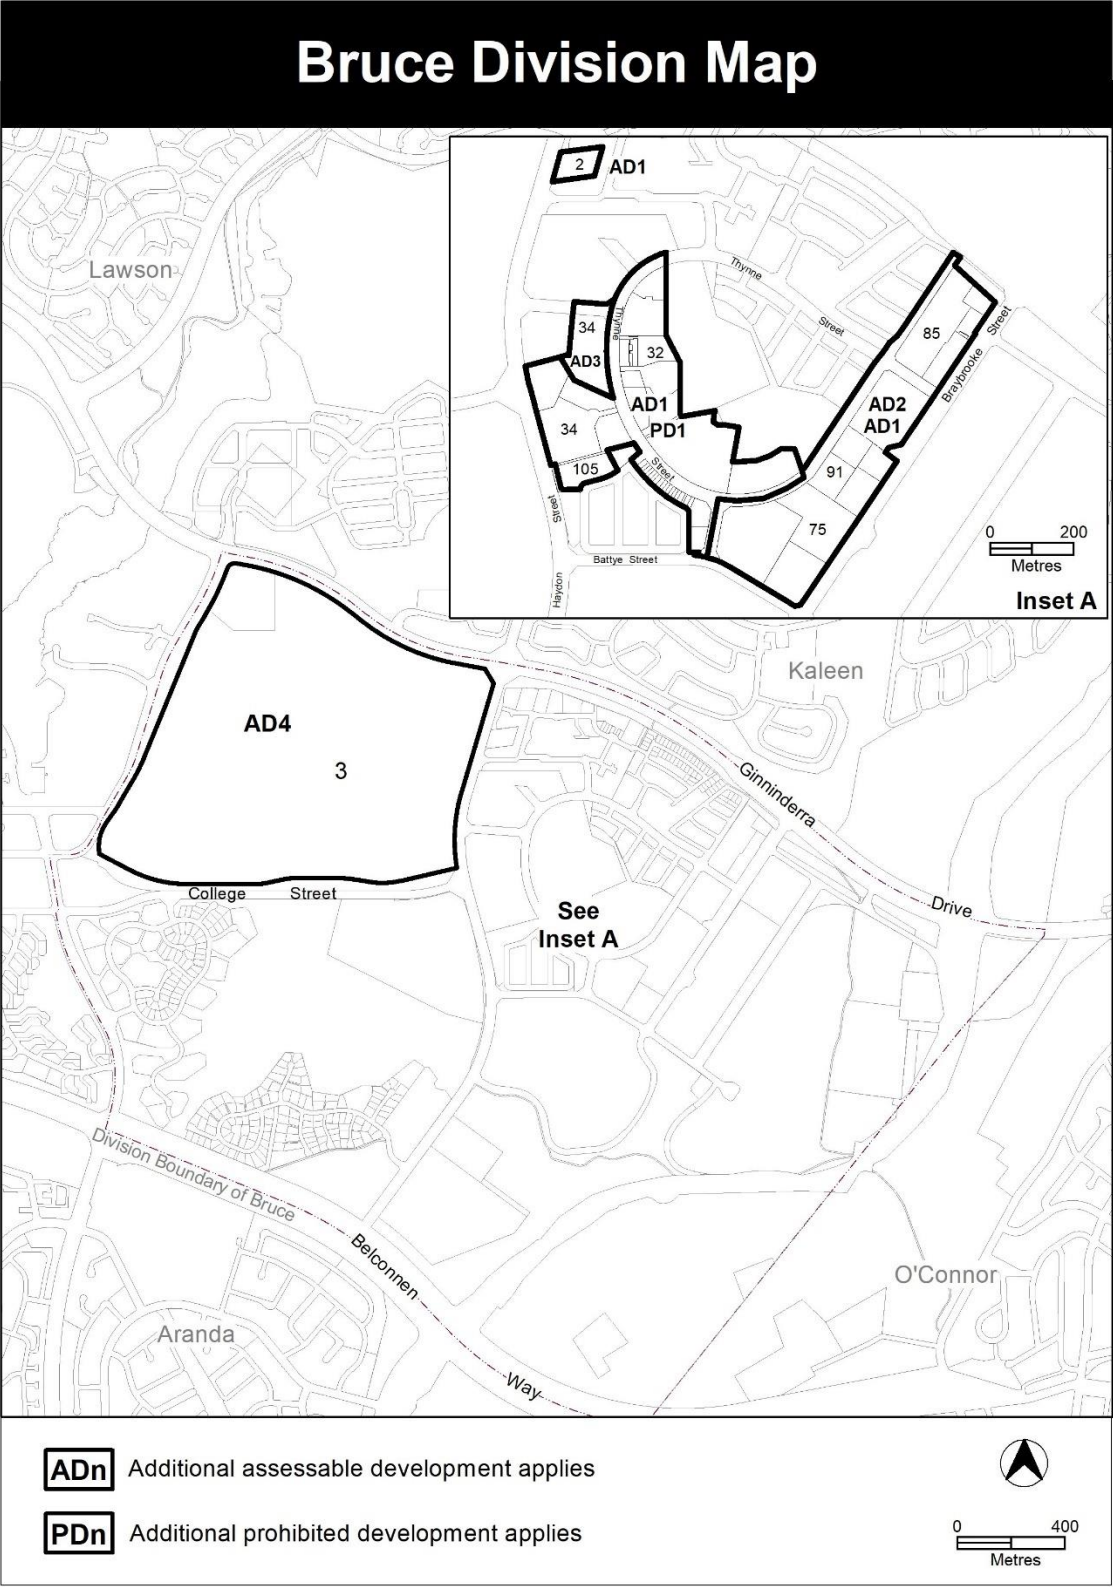 Bruce Division Map
2 AD1
Lawson
Thynne
Street
34
Thynne
32
AD3
85
Street
Braybrooke
AD1
PD1
AD2
AD1
34
105
Street
91
75
Street
Haydon
Battye Street
0 200
Metres
Inset A
Kaleen
AD4
3
Ginninderra
Drive
College Street
See
Inset A
Division Boundary of Bruce
Belconnen
Way
O'Connor
Aranda
ADn Additional assessable development applies
PDn Additional prohibited development applies
0 400
Metres